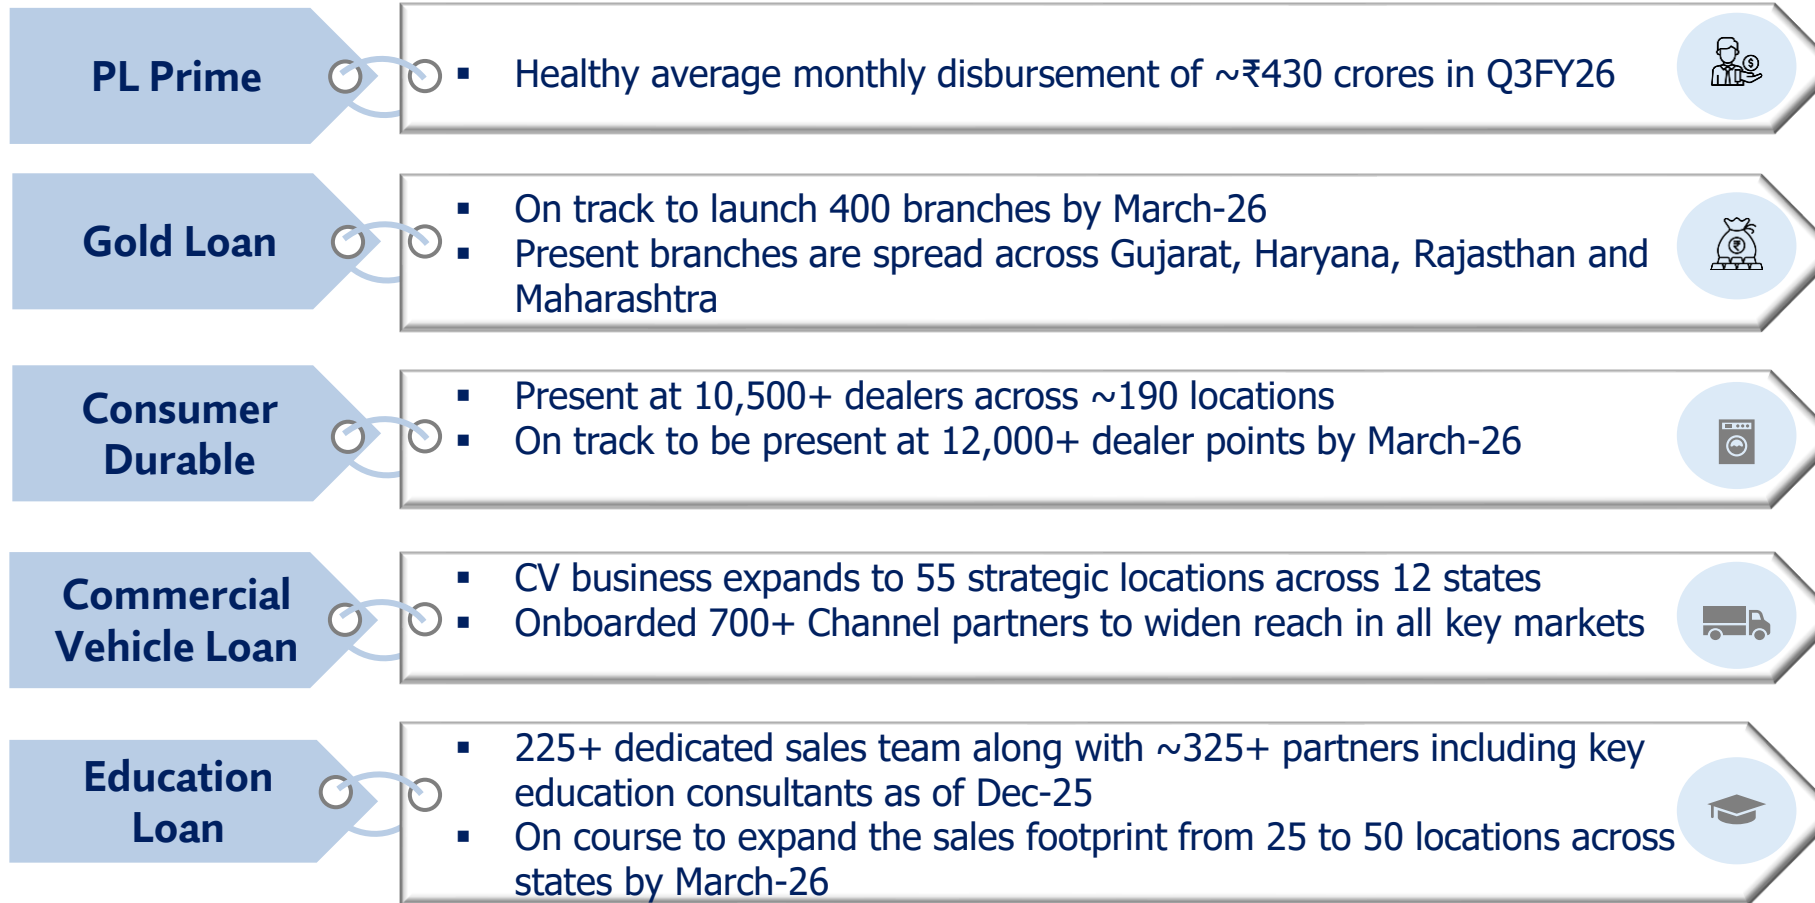 PL Prime
▪ Healthy average monthly disbursement of ~₹430 crores in Q3FY26
Gold Loan
▪ On track to launch 400 branches by March-26
▪ Present branches are spread across Gujarat, Haryana, Rajasthan and
Maharashtra
Consumer
Durable
▪ Present at 10,500+ dealers across ~190 locations
▪ On track to be present at 12,000+ dealer points by March-26
Commercial
Vehicle Loan
▪ CV business expands to 55 strategic locations across 12 states
▪ Onboarded 700+ Channel partners to widen reach in all key markets
Education
Loan
▪ 225+ dedicated sales team along with ~325+ partners including key
education consultants as of Dec-25
▪ On course to expand the sales footprint from 25 to 50 locations across
states by March-26